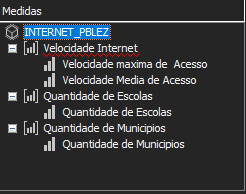 Medidas
INTERNET_PBLEZ
Velocidade Internet
Velocidade maxima de Acesso
Velocidade Media de Acesso
Quantidade de Escolas
Quantidade de Escolas
Quantidade de Municipios
Quantidade de Municipios